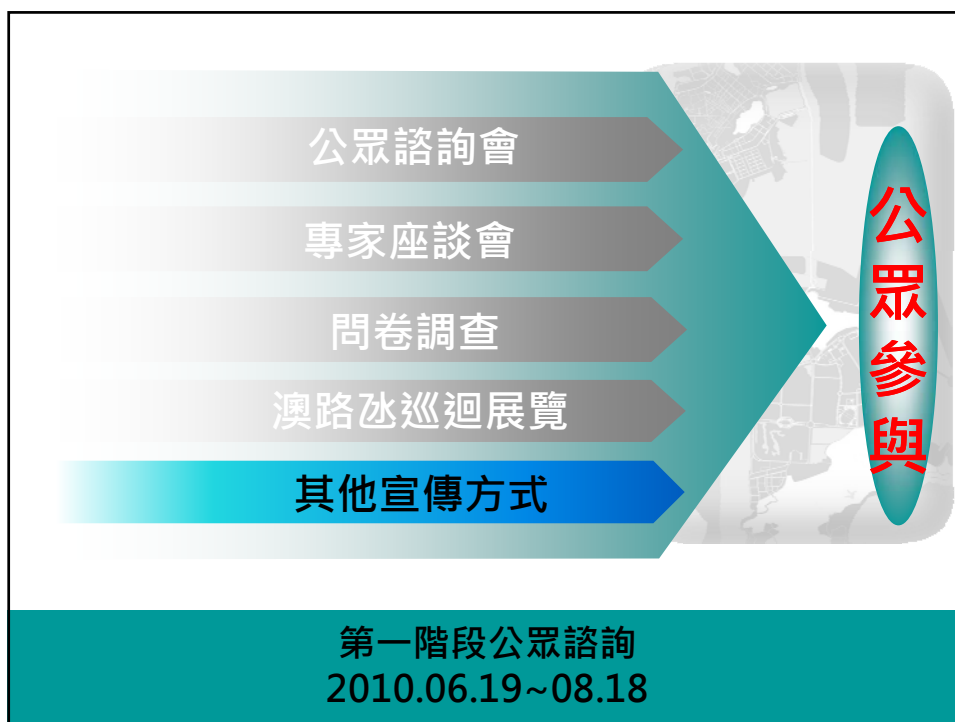 公眾諮詢會
專家座談會
問卷調查
澳路氹巡迴展覽
其他宣傳方式
公眾參與
第一階段公眾諮詢
2010.06.19~08.18